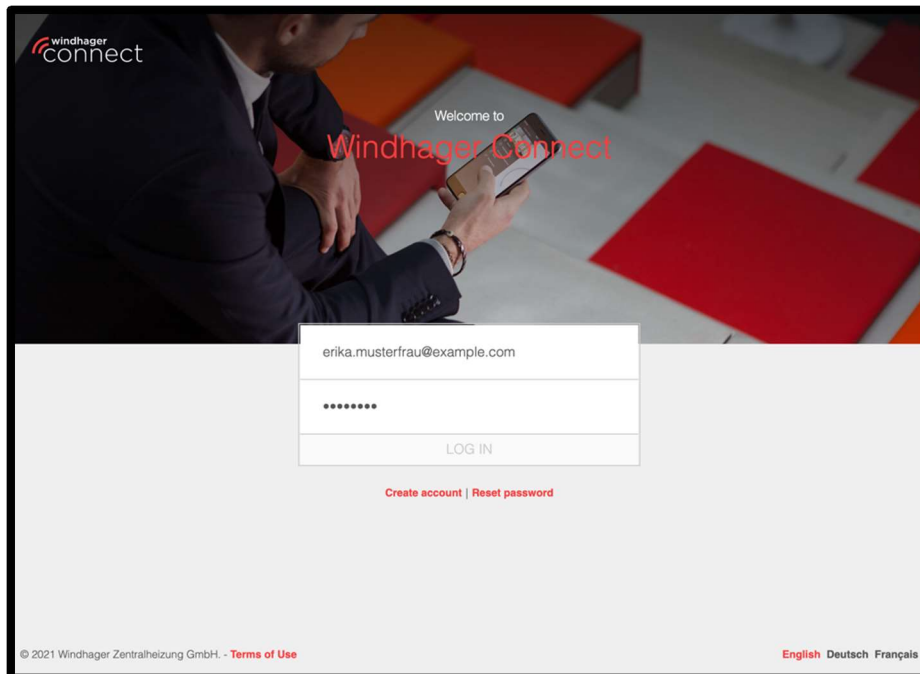 windhager
connect
Welcome to
Windhager Connect
erika.musterfrau@example.com
••••••••
LOG IN
Create account | Reset password
© 2021 Windhager Zentralheizung GmbH. - Terms of Use
English Deutsch Français